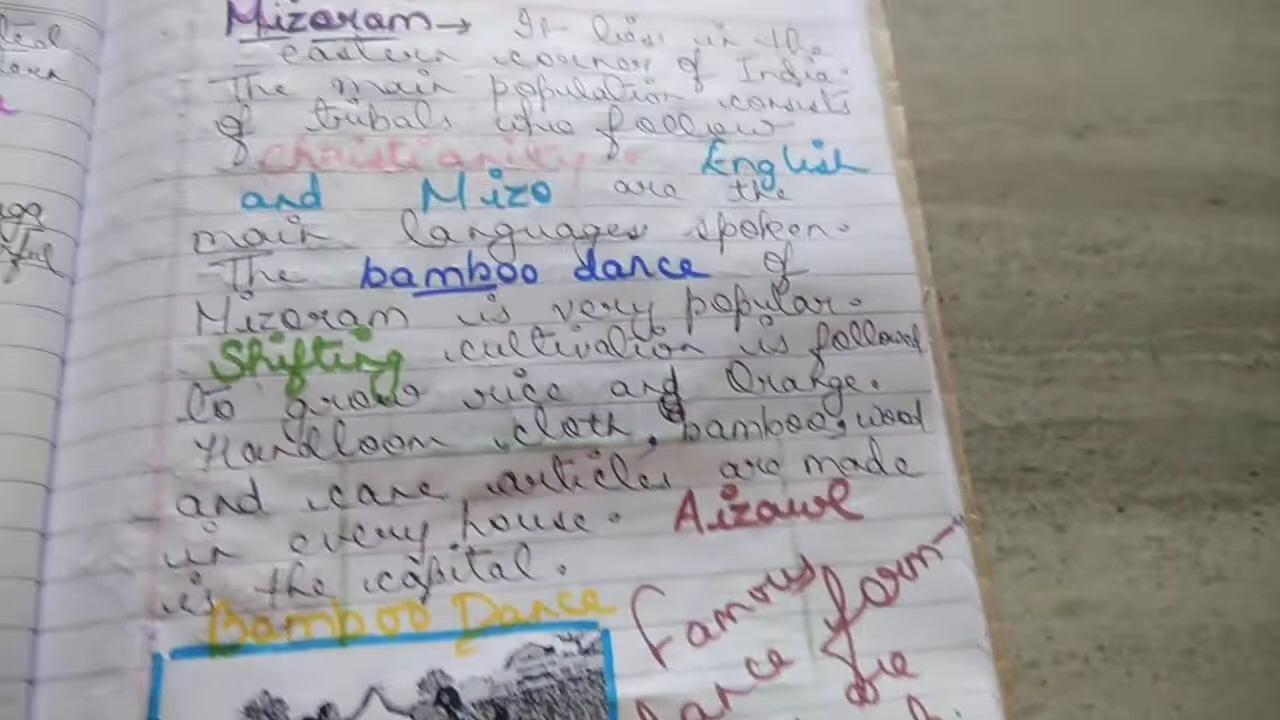 Mizoram → It lies in the
eastern corner of India.
The main population consists
of tribals who follow
Christianity. English
and Mizo are the
main languages spoken.
The bamboo dance of
Mizoram is very popular.
Shifting cultivation is followed
to grow rice and Orange.
Handloom cloth, bamboo, wood
and cane articles are made
in every house. Aizawl
is the capital.
Bamboo Dance
famous
form-